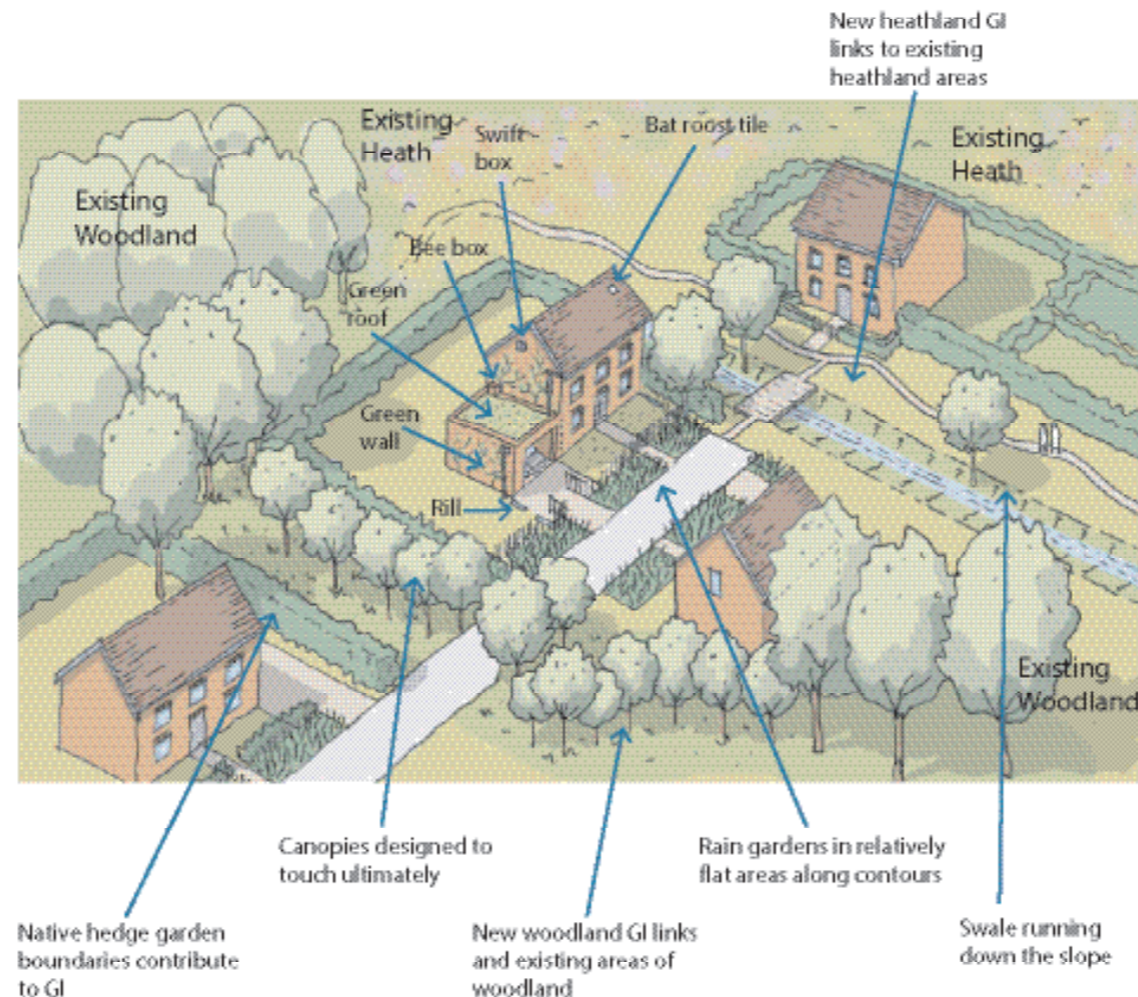 New heathland GI
links to existing
heathland areas
Existing
Heath
Swift
box
Bat roost tile
Existing
Heath
Existing
Woodland
Bee box
Green
roof
Green
wall
Rill
Existing
Woodland
Canopies designed to
touch ultimately
Rain gardens in relatively
flat areas along contours
Native hedge garden
boundaries contribute
to GI
New woodland GI links
and existing areas of
woodland
Swale running
down the slope